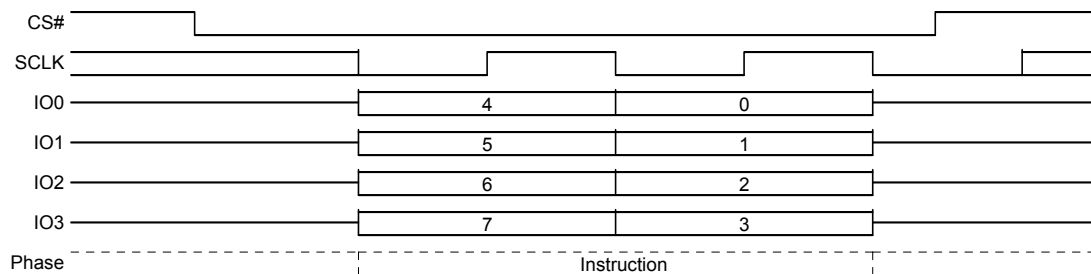 CS#
SCLK
IO0 4 0
IO1 5 1
IO2 6 2
IO3 7 3
Phase Instruction